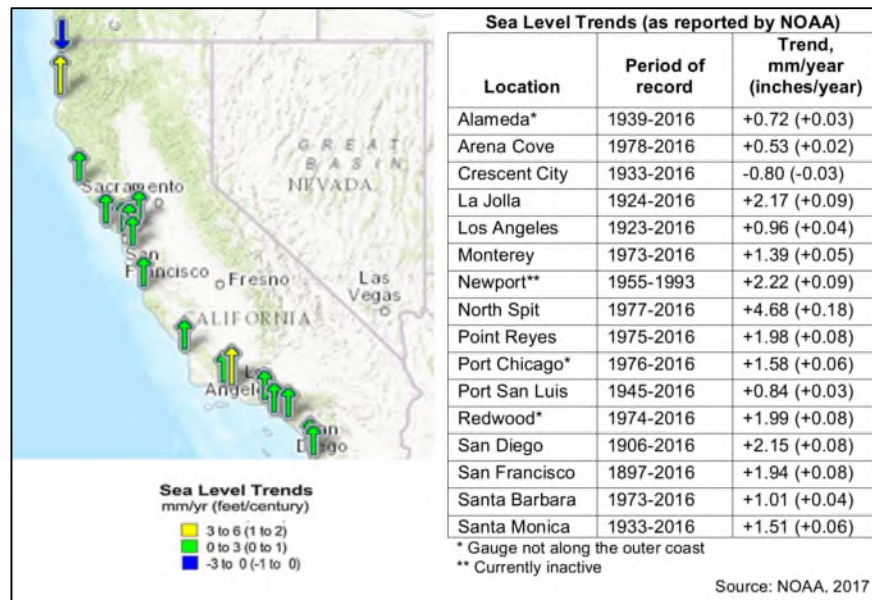 Sacramento
San
Francisco
Fresno
GREAT
BASIN
NEVADA
Las
Vegas
CALIFORNIA
Los
Angeles
San
Diego
Sea Level Trends
mm/yr (feet/century)
3 to 6 (1 to 2)
0 to 3 (0 to 1)
-3 to 0 (-1 to 0)
Sea Level Trends (as reported by NOAA)
Location Period of record Trend, mm/year (inches/year)
Alameda* 1939-2016 +0.72 (+0.03)
Arena Cove 1978-2016 +0.53 (+0.02)
Crescent City 1933-2016 -0.80 (-0.03)
La Jolla 1924-2016 +2.17 (+0.09)
Los Angeles 1923-2016 +0.96 (+0.04)
Monterey 1973-2016 +1.39 (+0.05)
Newport** 1955-1993 +2.22 (+0.09)
North Spit 1977-2016 +4.68 (+0.18)
Point Reyes 1975-2016 +1.98 (+0.08)
Port Chicago* 1976-2016 +1.58 (+0.06)
Port San Luis 1945-2016 +0.84 (+0.03)
Redwood* 1974-2016 +1.99 (+0.08)
San Diego 1906-2016 +2.15 (+0.08)
San Francisco 1897-2016 +1.94 (+0.08)
Santa Barbara 1973-2016 +1.01 (+0.04)
Santa Monica 1933-2016 +1.51 (+0.06)
* Gauge not along the outer coast
** Currently inactive
Source: NOAA, 2017